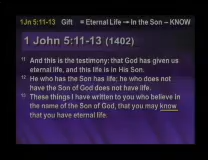 1Jn 5:11-13 Gift = Eternal Life → In the Son – KNOW
1 John 5:11-13 (1402)
11 And this is the testimony: that God has given us
eternal life, and this life is in His Son.
12 He who has the Son has life; he who does not
have the Son of God does not have life.
13 These things I have written to you who believe in
the name of the Son of God, that you may know
that you have eternal life.